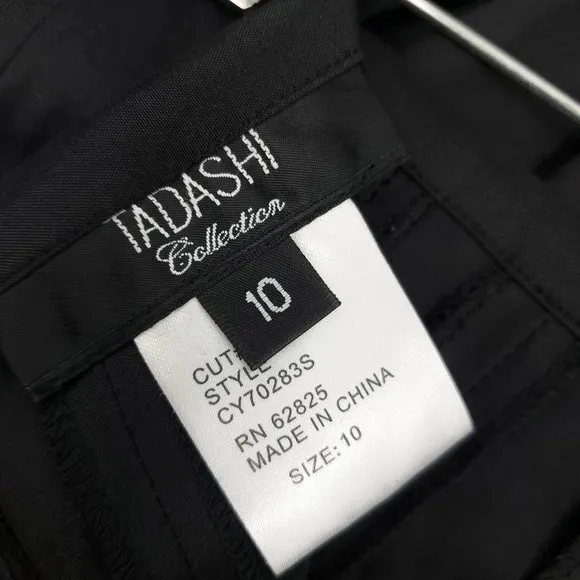 TADASHI
Collection
10
CUT#
STYLE
CY70283S
RN 62825
MADE IN CHINA
SIZE: 10